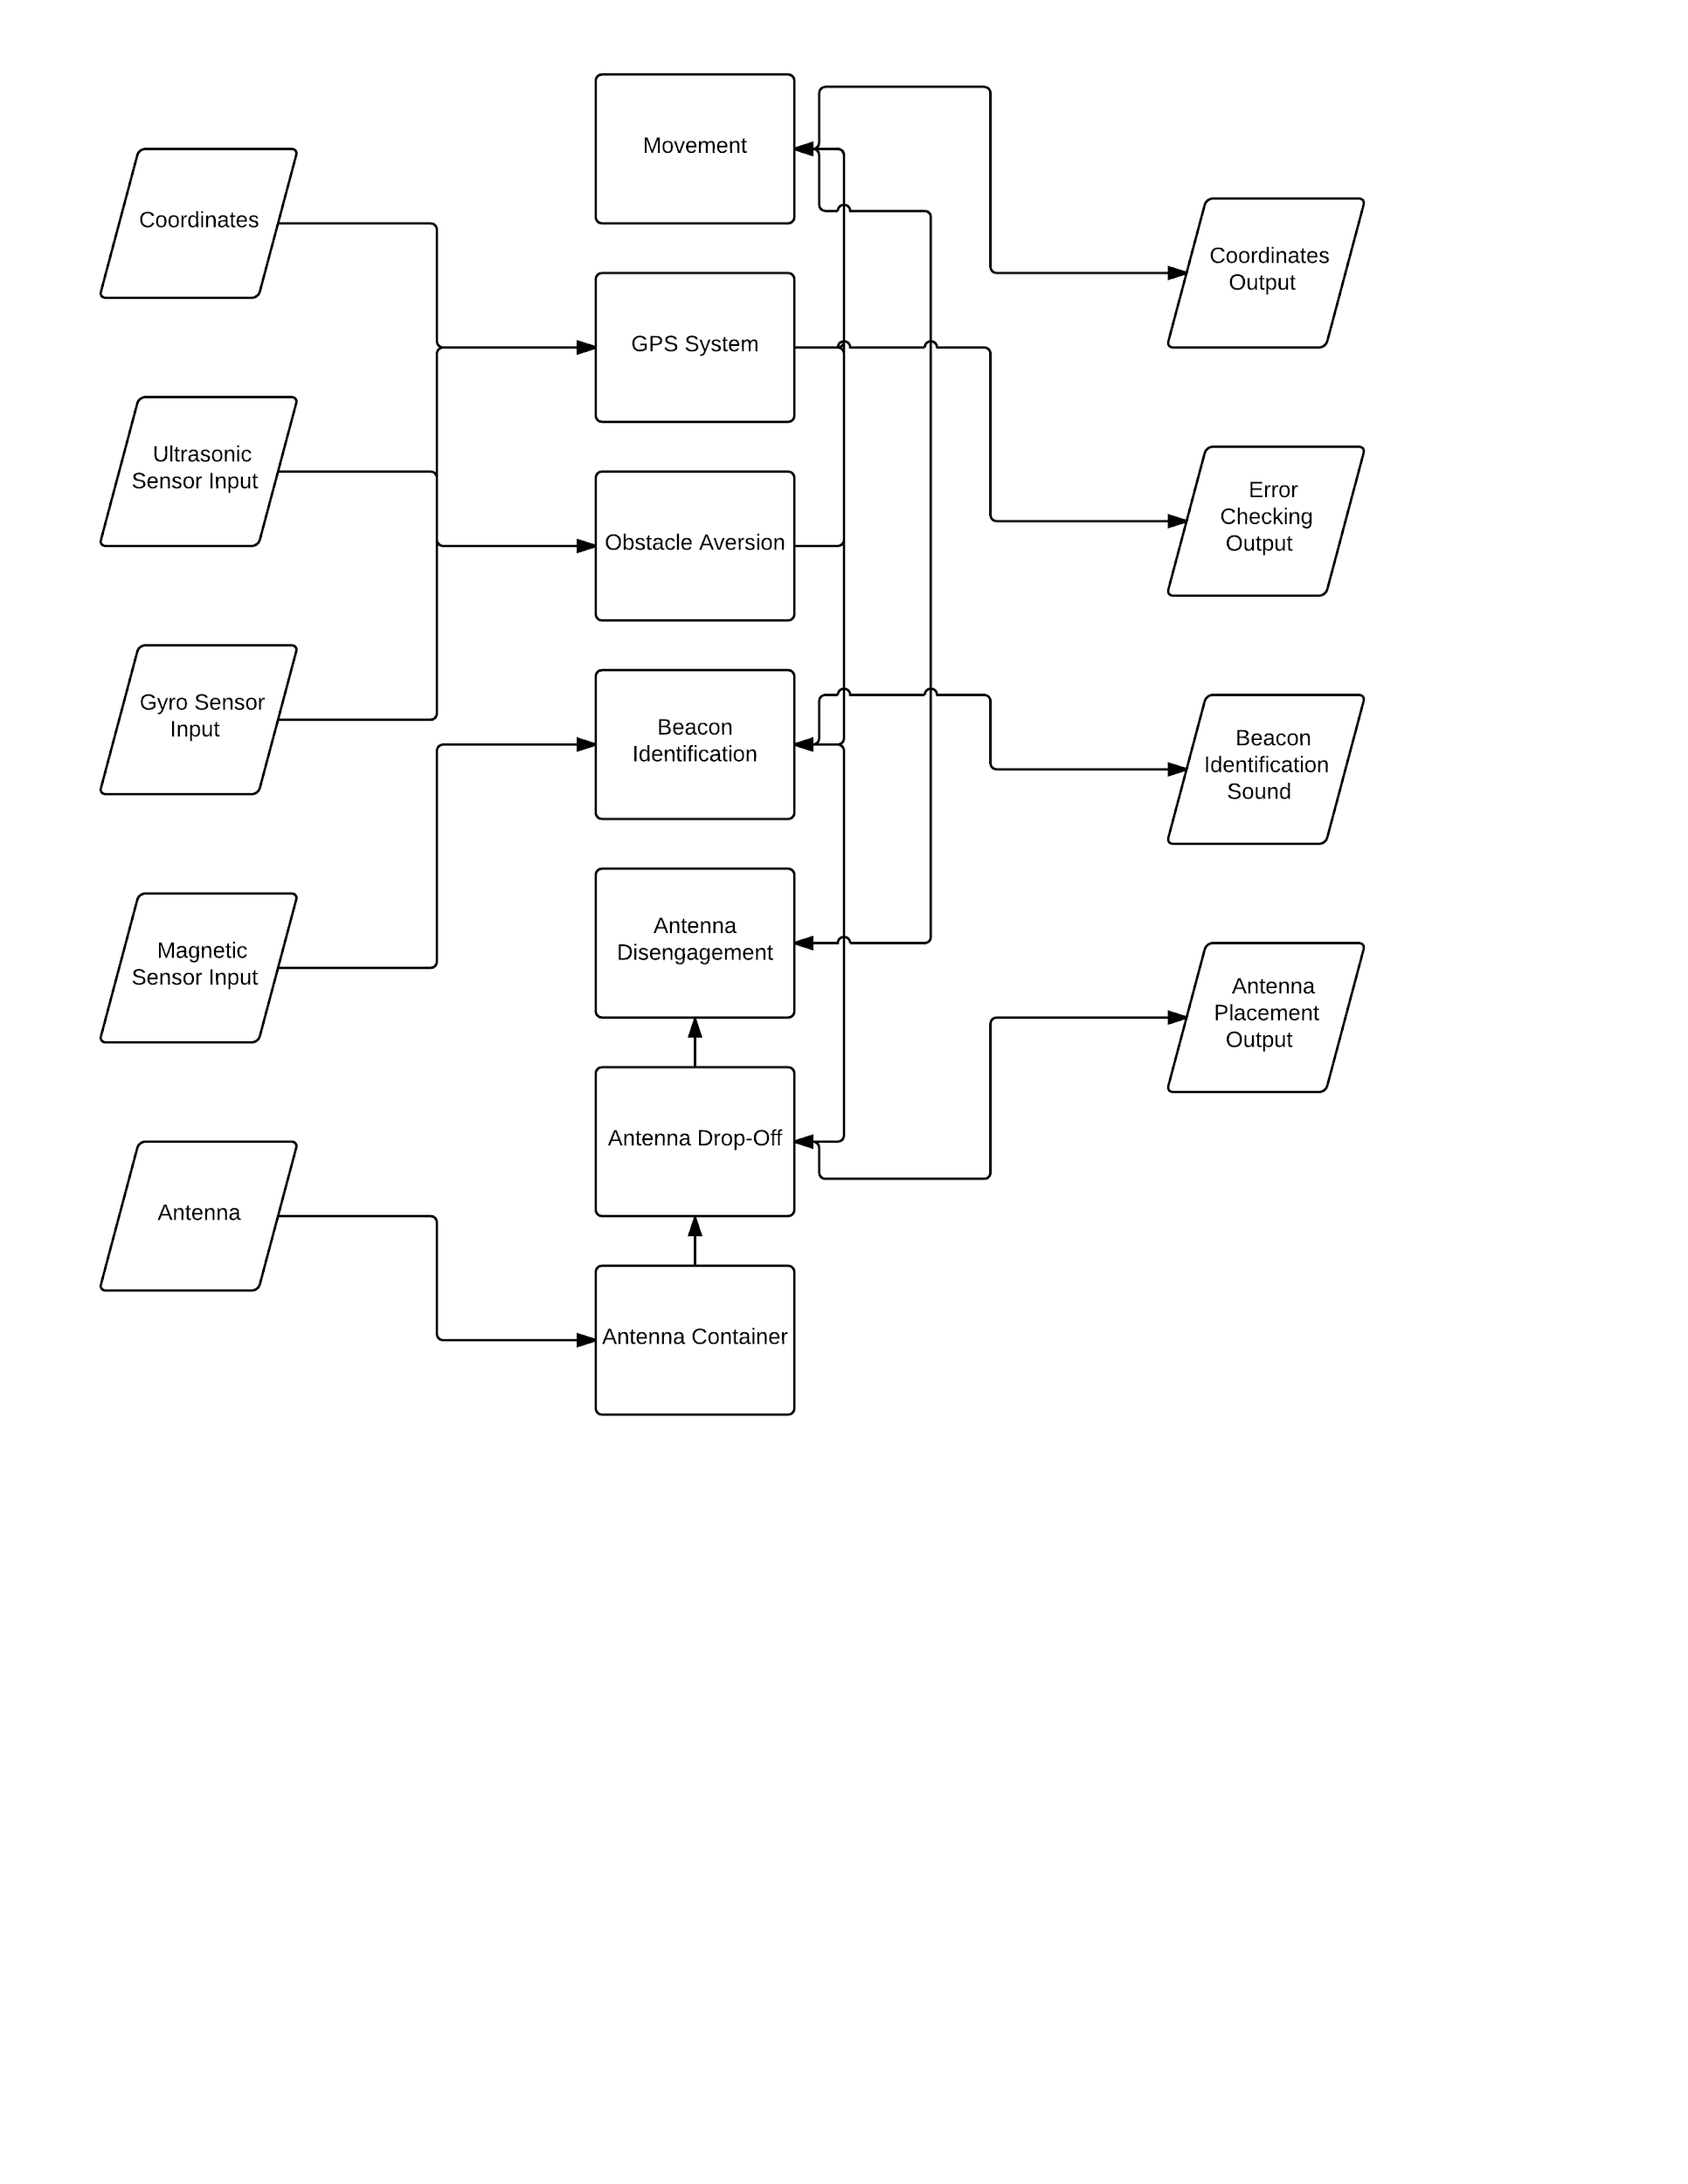 Movement
Coordinates
Coordinates
Output
GPS System
Ultrasonic
Sensor Input
Error
Checking
Output
Obstacle Aversion
Gyro Sensor
Input
Beacon
Identification
Beacon
Identification
Sound
Magnetic
Sensor Input
Antenna
Disengagement
Antenna
Placement
Output
Antenna Drop-Off
Antenna
Antenna Container